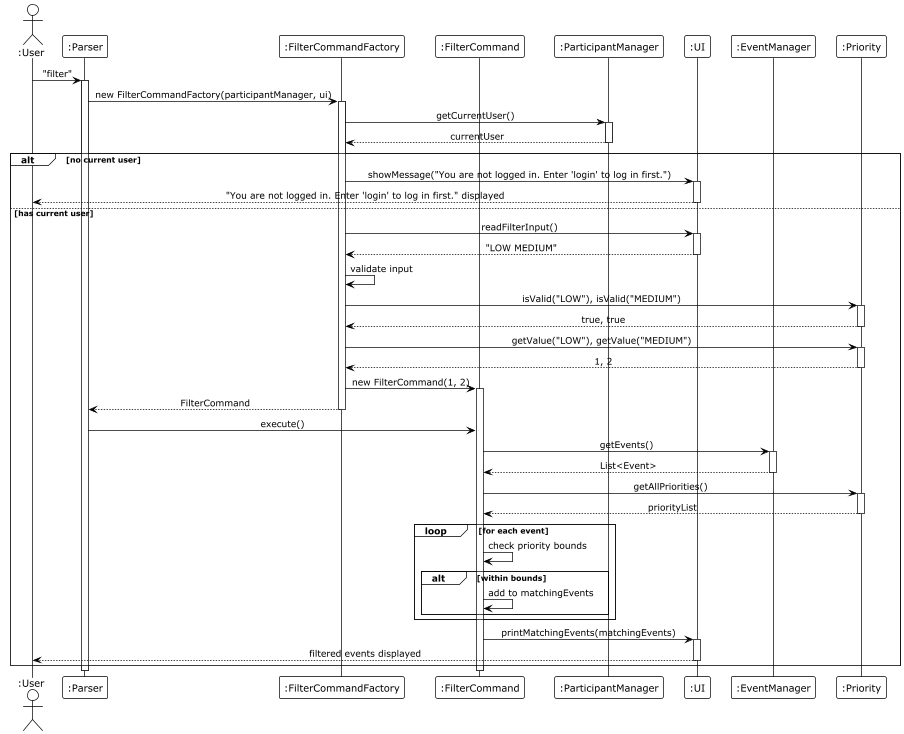 :User
:Parser
:FilterCommandFactory
:FilterCommand
:ParticipantManager
:UI
:EventManager
:Priority
"filter"
new FilterCommandFactory(participantManager, ui)
getCurrentUser()
currentUser
alt
[no current user]
showMessage("You are not logged in. Enter 'login' to log in first.")
"You are not logged in. Enter 'login' to log in first." displayed
[has current user]
readFilterInput()
"LOW MEDIUM"
validate input
isValid("LOW"), isValid("MEDIUM")
true, true
getValue("LOW"), getValue("MEDIUM")
1, 2
new FilterCommand(1, 2)
FilterCommand
execute()
getEvents()
List<Event>
getAllPriorities()
priorityList
loop
[for each event]
check priority bounds
alt
[within bounds]
add to matchingEvents
printMatchingEvents(matchingEvents)
filtered events displayed
:User
:Parser
:FilterCommandFactory
:FilterCommand
:ParticipantManager
:UI
:EventManager
:Priority